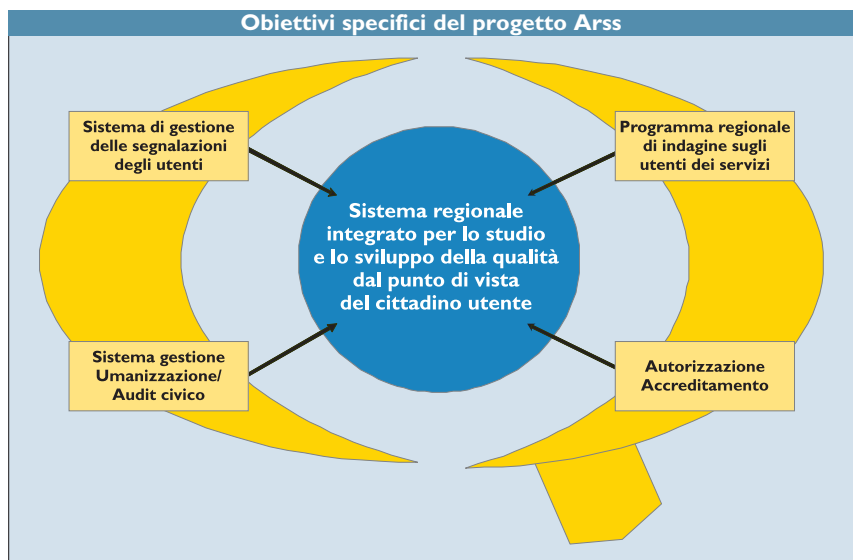 Obiettivi specifici del progetto Arss
Sistema di gestione
delle segnalazioni
degli utenti
Programma regionale
di indagine sugli
utenti dei servizi
Sistema regionale
integrato per lo studio
e lo sviluppo della qualità
dal punto di vista
del cittadino utente
Sistema gestione
Umanizzazione/
Audit civico
Autorizzazione
Accreditamento